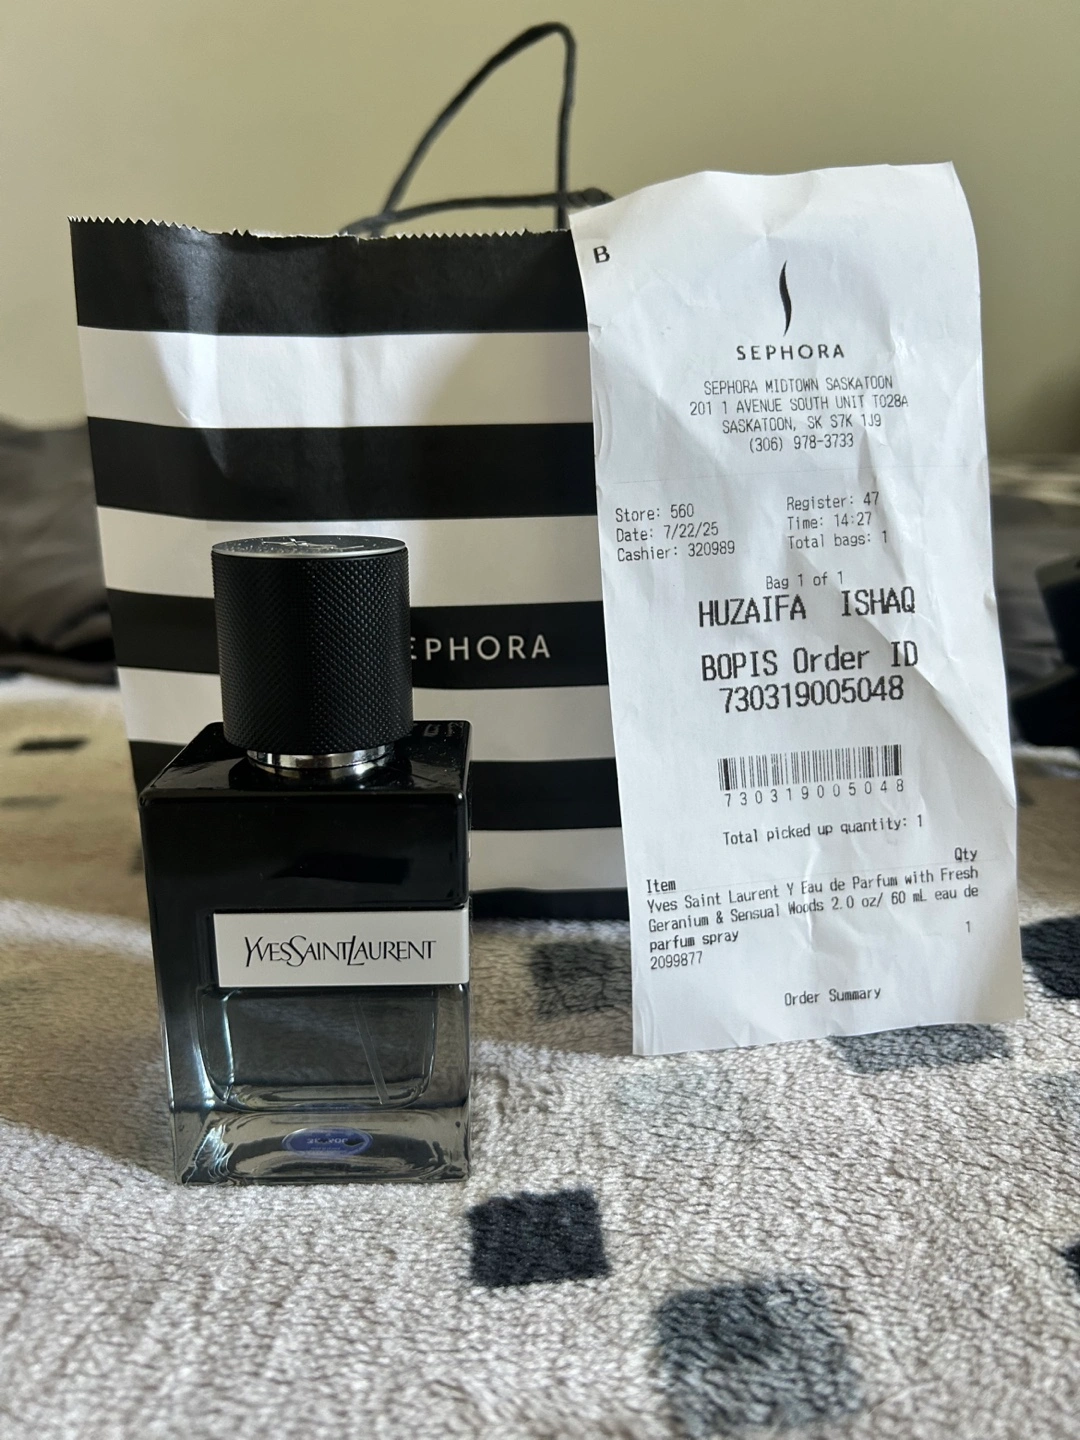 B
SEPHORA
SEPHORA MIDTOWN SASKATOON
201 1 AVENUE SOUTH UNIT T028A
SASKATOON, SK S7K 1J9
(306) 978-3733
Store: 560
Date: 7/22/25
Cashier: 320989
Register: 47
Time: 14:27
Total bags: 1
Bag 1 of 1
HUZAIFA ISHAQ
BOPIS Order ID
730319005048
730319005048
Total picked up quantity: 1
Item Qty
Yves Saint Laurent Y Eau de Parfum with Fresh
Geranium & Sensual Woods 2.0 oz/ 60 mL eau de
parfum spray 1
2099877
Order Summary
EPHORA
YVESSAINTLAURENT